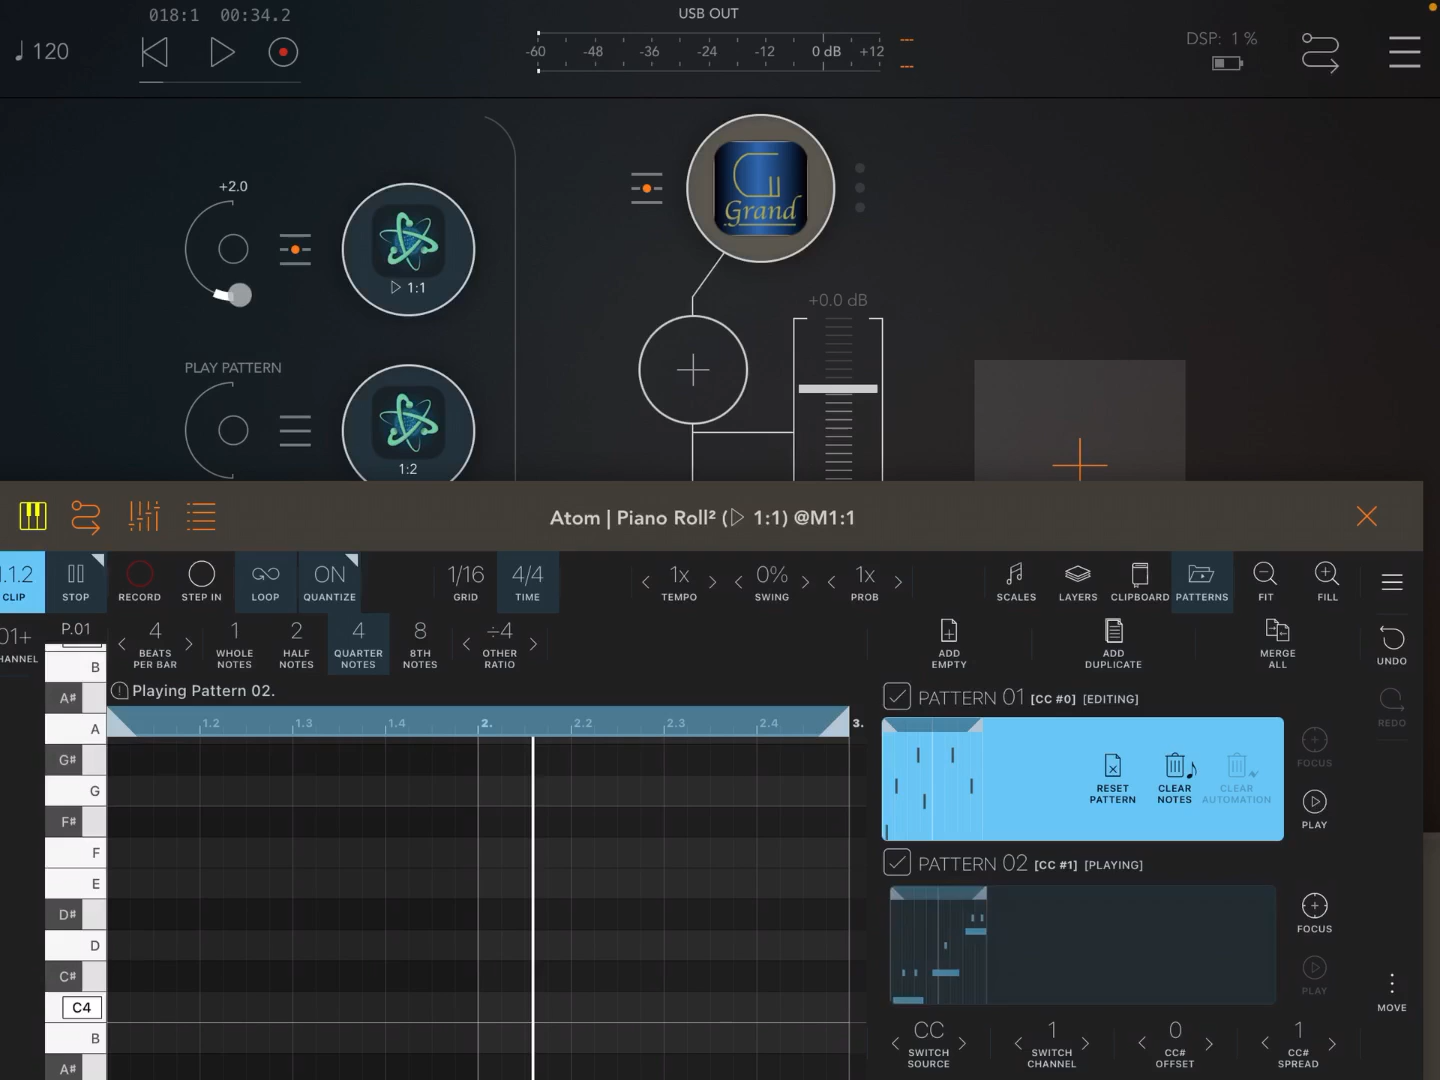 018:1 00:34.2
USB OUT
120
-60 -48 -36 -24 -12 0 dB +12
DSP: 1 %
+2.0
1:1
Grand
+0.0 dB
PLAY PATTERN
1:2
Atom | Piano Roll² (▷ 1:1) @M1:1
1.1.2
CLIP
STOP
RECORD
STEP IN
LOOP
ON
QUANTIZE
1/16
GRID
4/4
TIME
1x
TEMPO
0%
SWING
1x
PROB
SCALES
LAYERS
CLIPBOARD
PATTERNS
FIT
FILL
01+
HANNEL
P.01
4
BEATS
PER BAR
1
WHOLE
NOTES
2
HALF
NOTES
4
QUARTER
NOTES
8
8TH
NOTES
÷4
OTHER
RATIO
ADD
EMPTY
ADD
DUPLICATE
MERGE
ALL
UNDO
REDO
Playing Pattern 02.
1.2 1.3 1.4 2. 2.2 2.3 2.4 3.
B
A#
A
G#
G
F#
F
E
D#
D
C#
C4
B
A#
PATTERN 01 [CC #0] [EDITING]
RESET
PATTERN
CLEAR
NOTES
CLEAR
AUTOMATION
FOCUS
PLAY
PATTERN 02 [CC #1] [PLAYING]
FOCUS
PLAY
MOVE
CC
SWITCH
SOURCE
1
SWITCH
CHANNEL
0
CC#
OFFSET
1
CC#
SPREAD